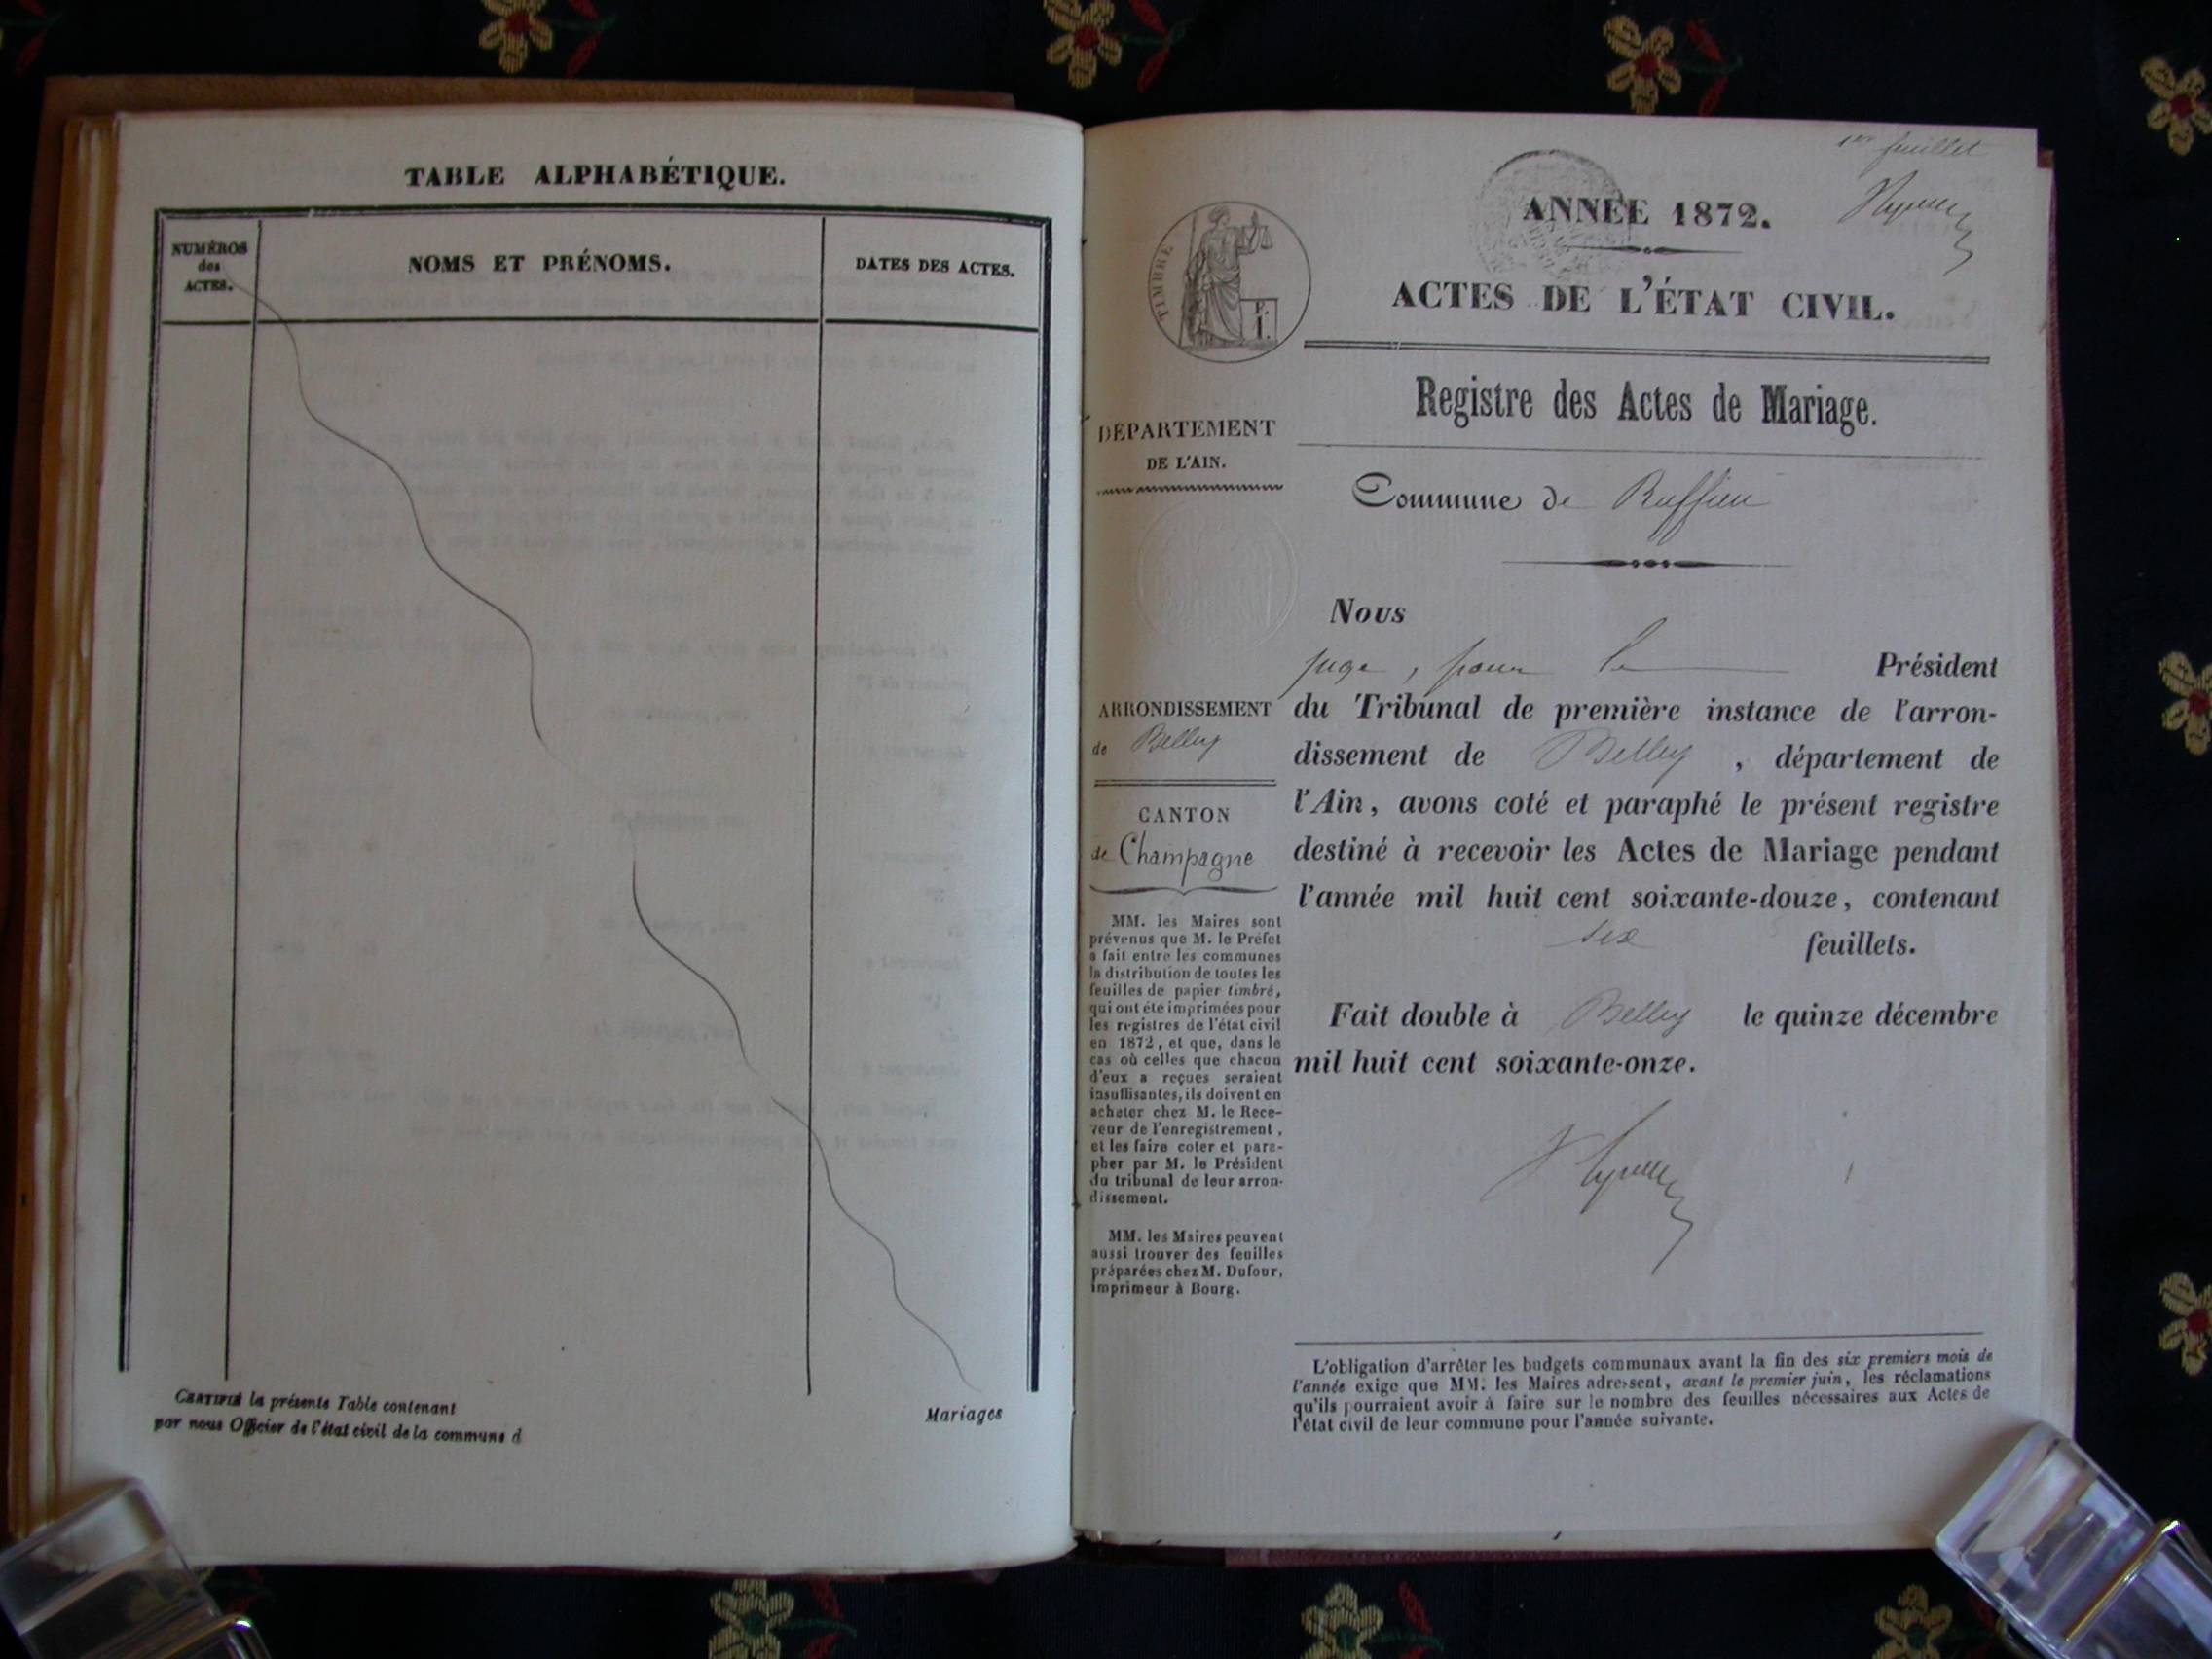 TABLE ALPHABÉTIQUE.
NUMÉROS
des
ACTES.
NOMS ET PRÉNOMS.
DATES DES ACTES.
CERTIFIÉ la présente Table contenant Mariages
par nous Officier de l'état civil de la commune d
1er feuillet
ANNÉE 1872.
ACTES DE L'ÉTAT CIVIL.
TIMBRE
Registre des Actes de Mariage.
DÉPARTEMENT
DE L'AIN.
Commune de Ruffieu
Nous
juge, pour le Président
ARRONDISSEMENT
de Belley
du Tribunal de première instance de l'arron-
dissement de Belley, département de
l'Ain, avons coté et paraphé le présent registre
destiné à recevoir les Actes de Mariage pendant
l'année mil huit cent soixante-douze, contenant
six feuillets.
Fait double à Belley le quinze décembre
mil huit cent soixante-onze.
CANTON
de Champagne
MM. les Maires sont
prévenus que M. le Préfet
a fait entre les communes
la distribution de toutes les
feuilles de papier timbré,
qui ont été imprimées pour
les registres de l'état civil
en 1872, et que, dans le
cas où celles que chacun
d'eux a reçues seraient
insuffisantes, ils doivent en
acheter chez M. le Rece-
veur de l'enregistrement,
et les faire coter et para-
pher par M. le Président
du tribunal de leur arron-
dissement.
MM. les Maires peuvent
aussi trouver des feuilles
préparées chez M. Dufour,
imprimeur à Bourg.
L'obligation d'arrêter les budgets communaux avant la fin des six premiers mois de
l'année exige que MM. les Maires adressent, avant le premier juin, les réclamations
qu'ils pourraient avoir à faire sur le nombre des feuilles nécessaires aux Actes de
l'état civil de leur commune pour l'année suivante.